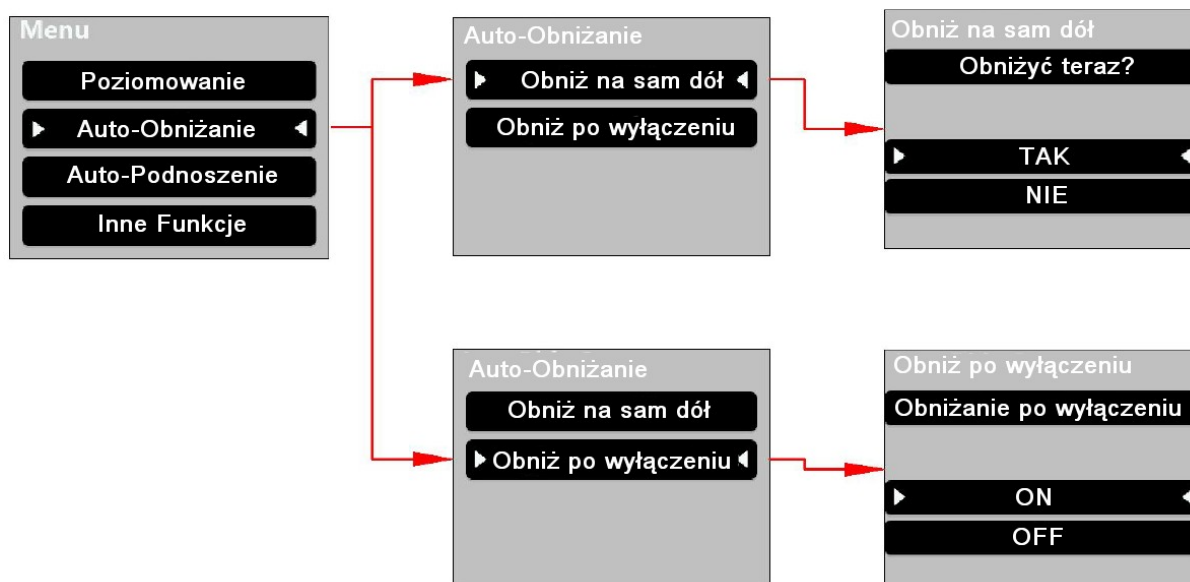 Menu
Poziomowanie
Auto-Obniżanie
Auto-Podnoszenie
Inne Funkcje
Auto-Obniżanie
Obniż na sam dół
Obniż po wyłączeniu
Obniż na sam dół
Obniżyć teraz?
TAK
NIE
Auto-Obniżanie
Obniż na sam dół
Obniż po wyłączeniu
Obniż po wyłączeniu
Obniżanie po wyłączeniu
ON
OFF